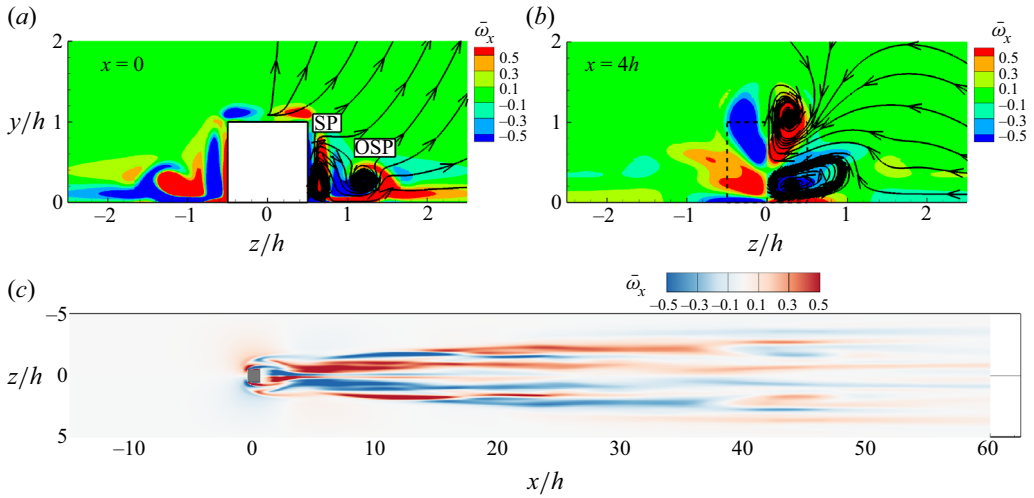 (a)
ω̄x
(b)
ω̄x
2
x = 0
0.5
0.3
0.1
−0.1
−0.3
−0.5
2
x = 4h
0.5
0.3
0.1
−0.1
−0.3
−0.5
y/h 1
SP
OSP
1
0
0
−2 −1 0 1 2
−2 −1 0 1 2
z/h
z/h
(c)
ω̄x
−0.5 −0.3 −0.1 0.1 0.3 0.5
−5
z/h 0
5
−10 0 10 20 30 40 50 60
x/h